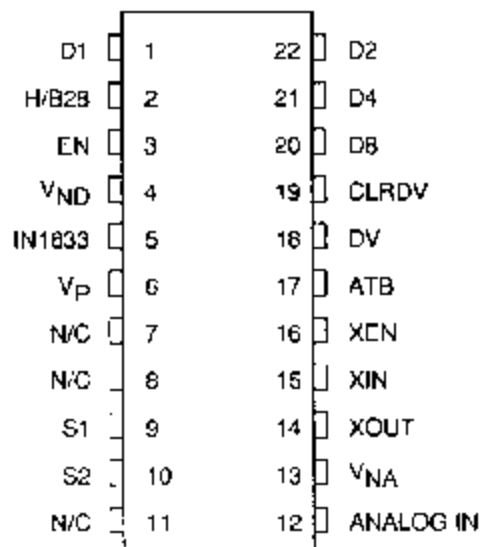 D1 1 22 D2
H/B28 2 21 D4
EN 3 20 D8
VND 4 19 CLRDV
IN1633 5 18 DV
VP 6 17 ATB
N/C 7 16 XEN
N/C 8 15 XIN
S1 9 14 XOUT
S2 10 13 VNA
N/C 11 12 ANALOG IN